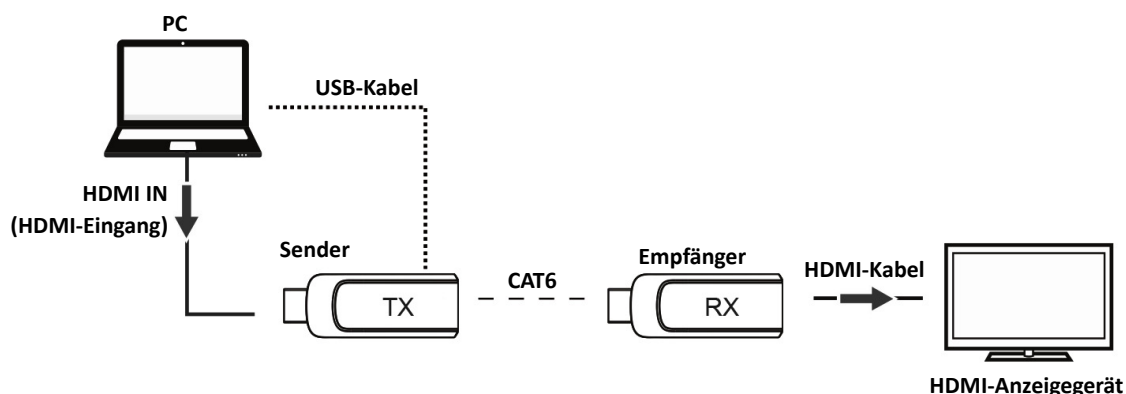 PC
USB-Kabel
HDMI IN
(HDMI-Eingang)
Sender
TX
CAT6
Empfänger
RX
HDMI-Kabel
HDMI-Anzeigegerät